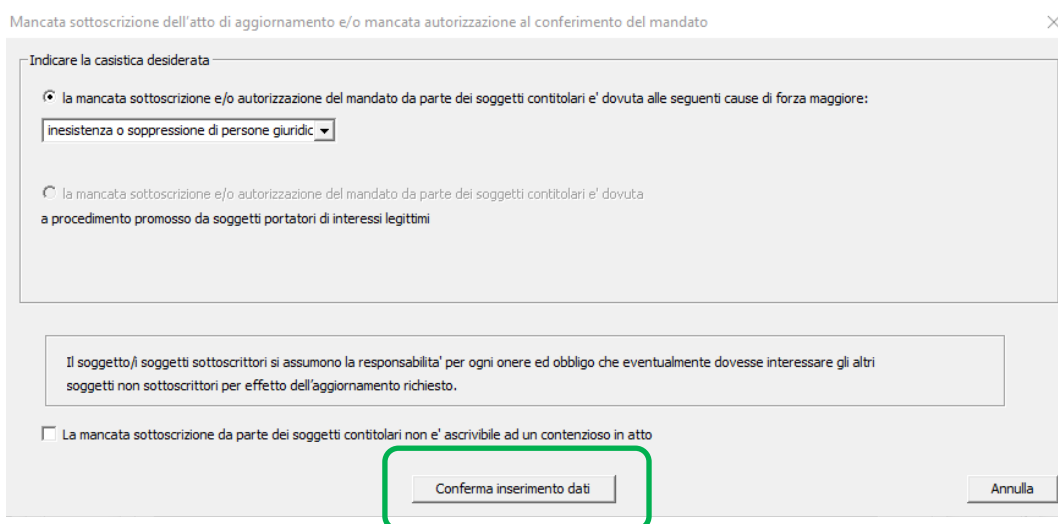 Mancata sottoscrizione dell'atto di aggiornamento e/o mancata autorizzazione al conferimento del mandato
Indicare la casistica desiderata
la mancata sottoscrizione e/o autorizzazione del mandato da parte dei soggetti contitolari e' dovuta alle seguenti cause di forza maggiore:
inesistenza o soppressione di persone giuridic
la mancata sottoscrizione e/o autorizzazione del mandato da parte dei soggetti contitolari e' dovuta
a procedimento promosso da soggetti portatori di interessi legittimi
Il soggetto/i soggetti sottoscrittori si assumono la responsabilita' per ogni onere ed obbligo che eventualmente dovesse interessare gli altri
soggetti non sottoscrittori per effetto dell'aggiornamento richiesto.
La mancata sottoscrizione da parte dei soggetti contitolari non e' ascrivibile ad un contenzioso in atto
Conferma inserimento dati
Annulla